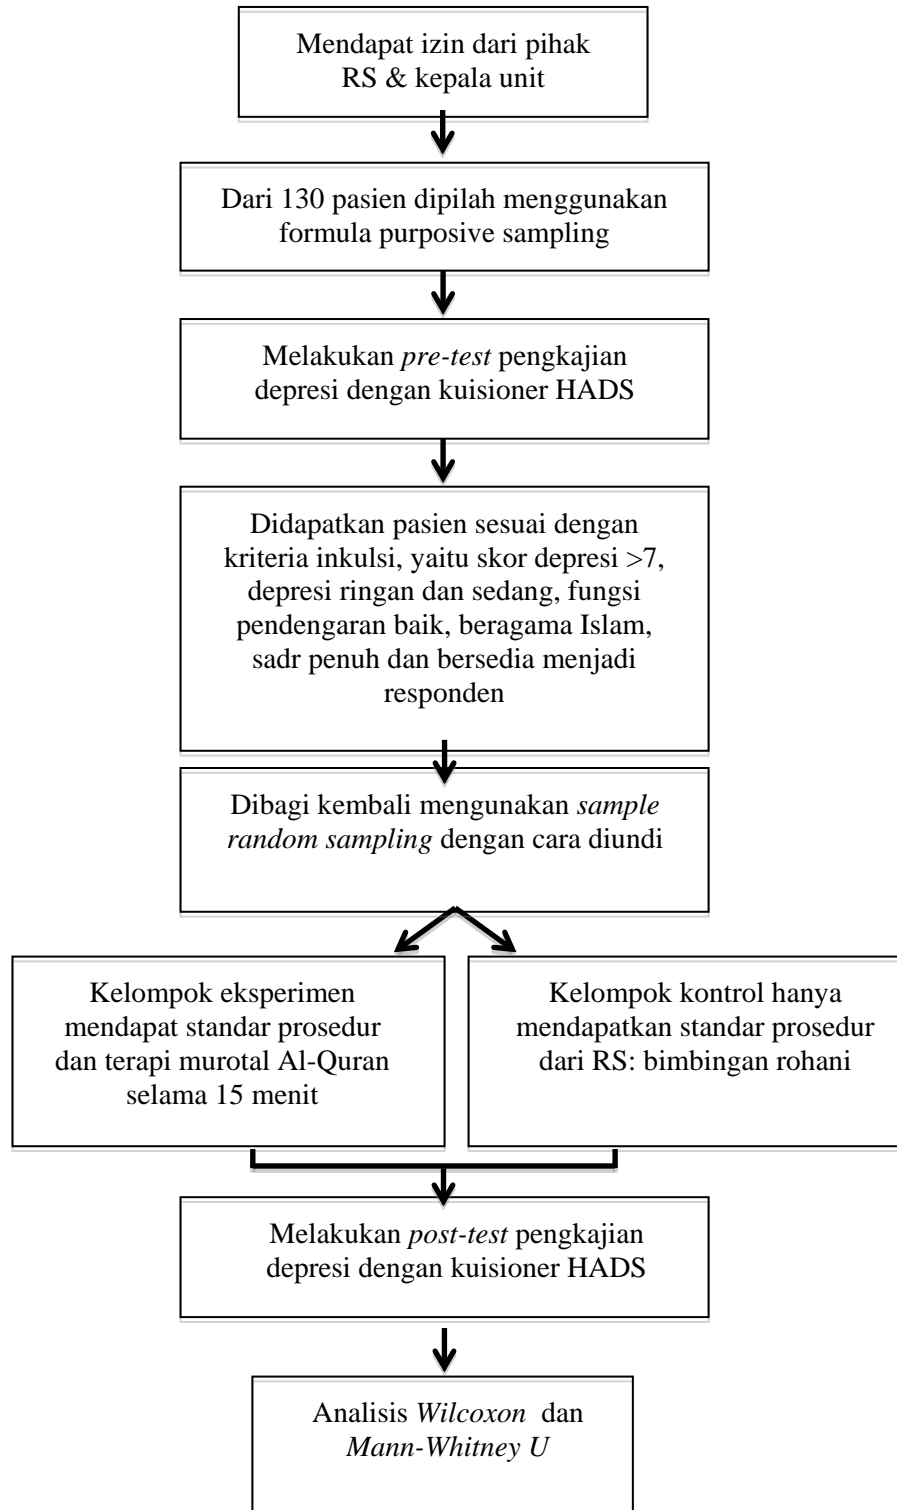 Mendapat izin dari pihak
RS & kepala unit
Dari 130 pasien dipilah menggunakan
formula purposive sampling
Melakukan pre-test pengkajian
depresi dengan kuisioner HADS
Didapatkan pasien sesuai dengan
kriteria inkulsi, yaitu skor depresi >7,
depresi ringan dan sedang, fungsi
pendengaran baik, beragama Islam,
sadr penuh dan bersedia menjadi
responden
Dibagi kembali mengunakan sample
random sampling dengan cara diundi
Kelompok eksperimen
mendapat standar prosedur
dan terapi murotal Al-Quran
selama 15 menit
Kelompok kontrol hanya
mendapatkan standar prosedur
dari RS: bimbingan rohani
Melakukan post-test pengkajian
depresi dengan kuisioner HADS
Analisis Wilcoxon dan
Mann-Whitney U